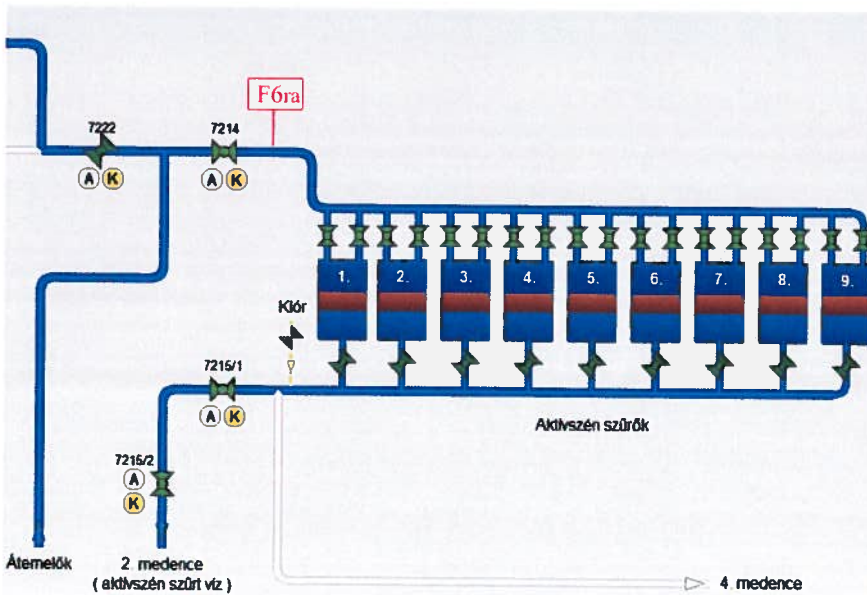 F6ra
7222
7214
A K
A K
1. 2. 3. 4. 5. 6. 7. 8. 9.
Klór
7215/1
A K
Aktívszén szűrők
7215/2
A
K
Átemelők
2. medence
( aktívszén szűrt víz )
4. medence